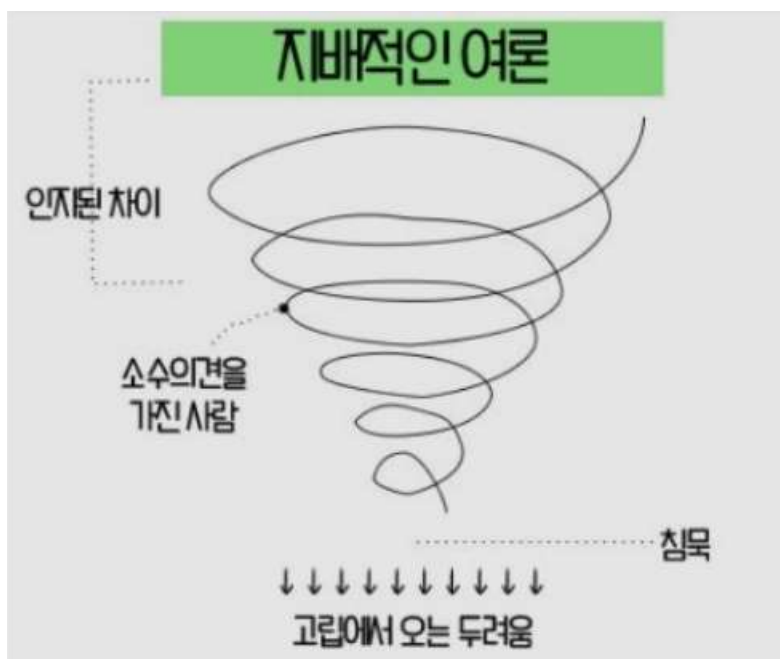 지배적인 여론
인지된 차이
소수의견을
가진 사람
침묵
고립에서 오는 두려움